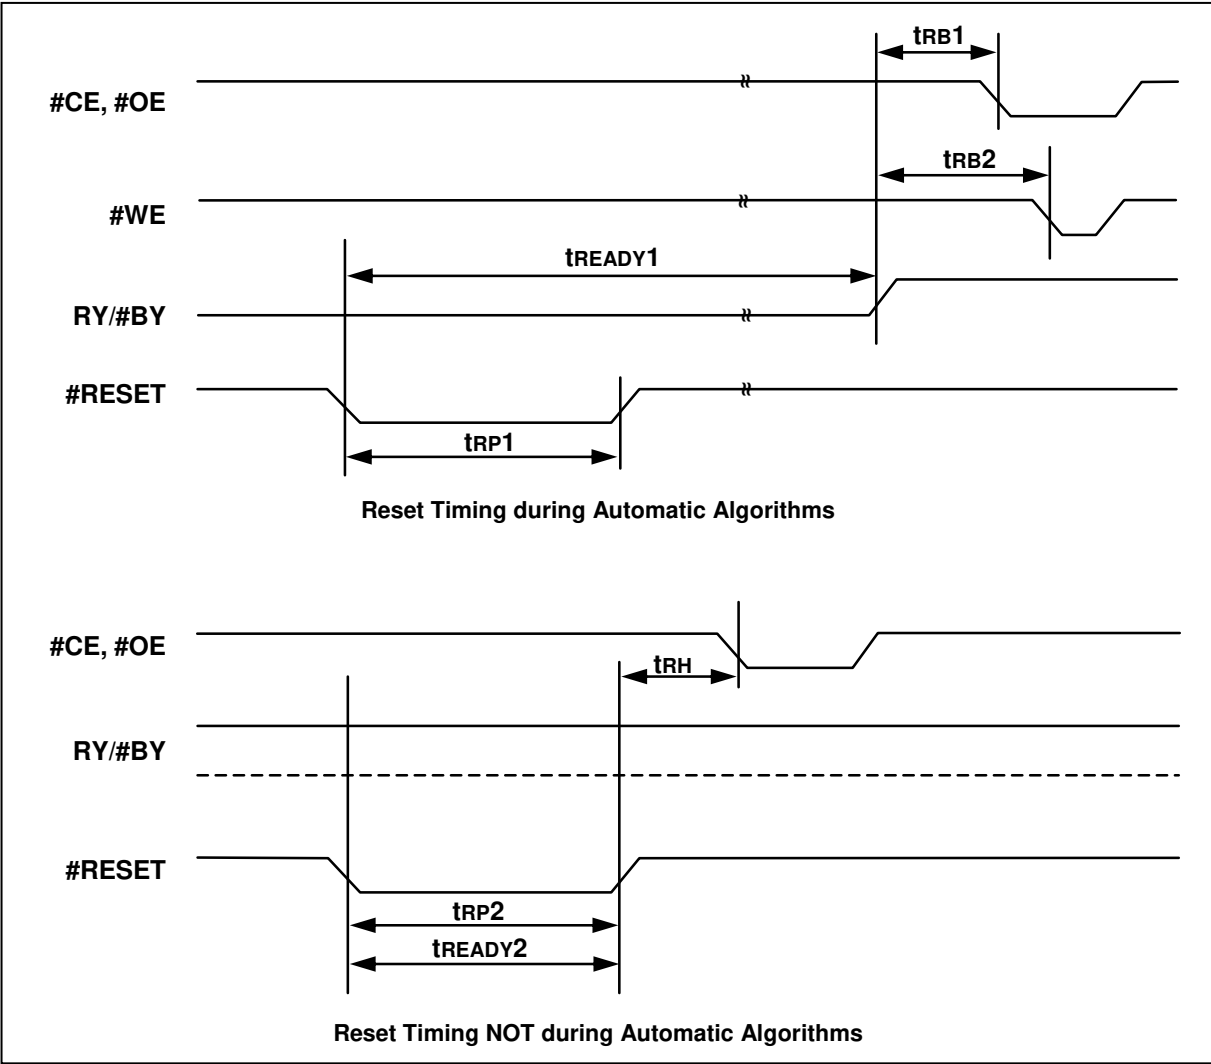 tRB1
#CE, #OE
tRB2
#WE
tREADY1
RY/#BY
#RESET
tRP1
Reset Timing during Automatic Algorithms
#CE, #OE
tRH
RY/#BY
#RESET
tRP2
tREADY2
Reset Timing NOT during Automatic Algorithms